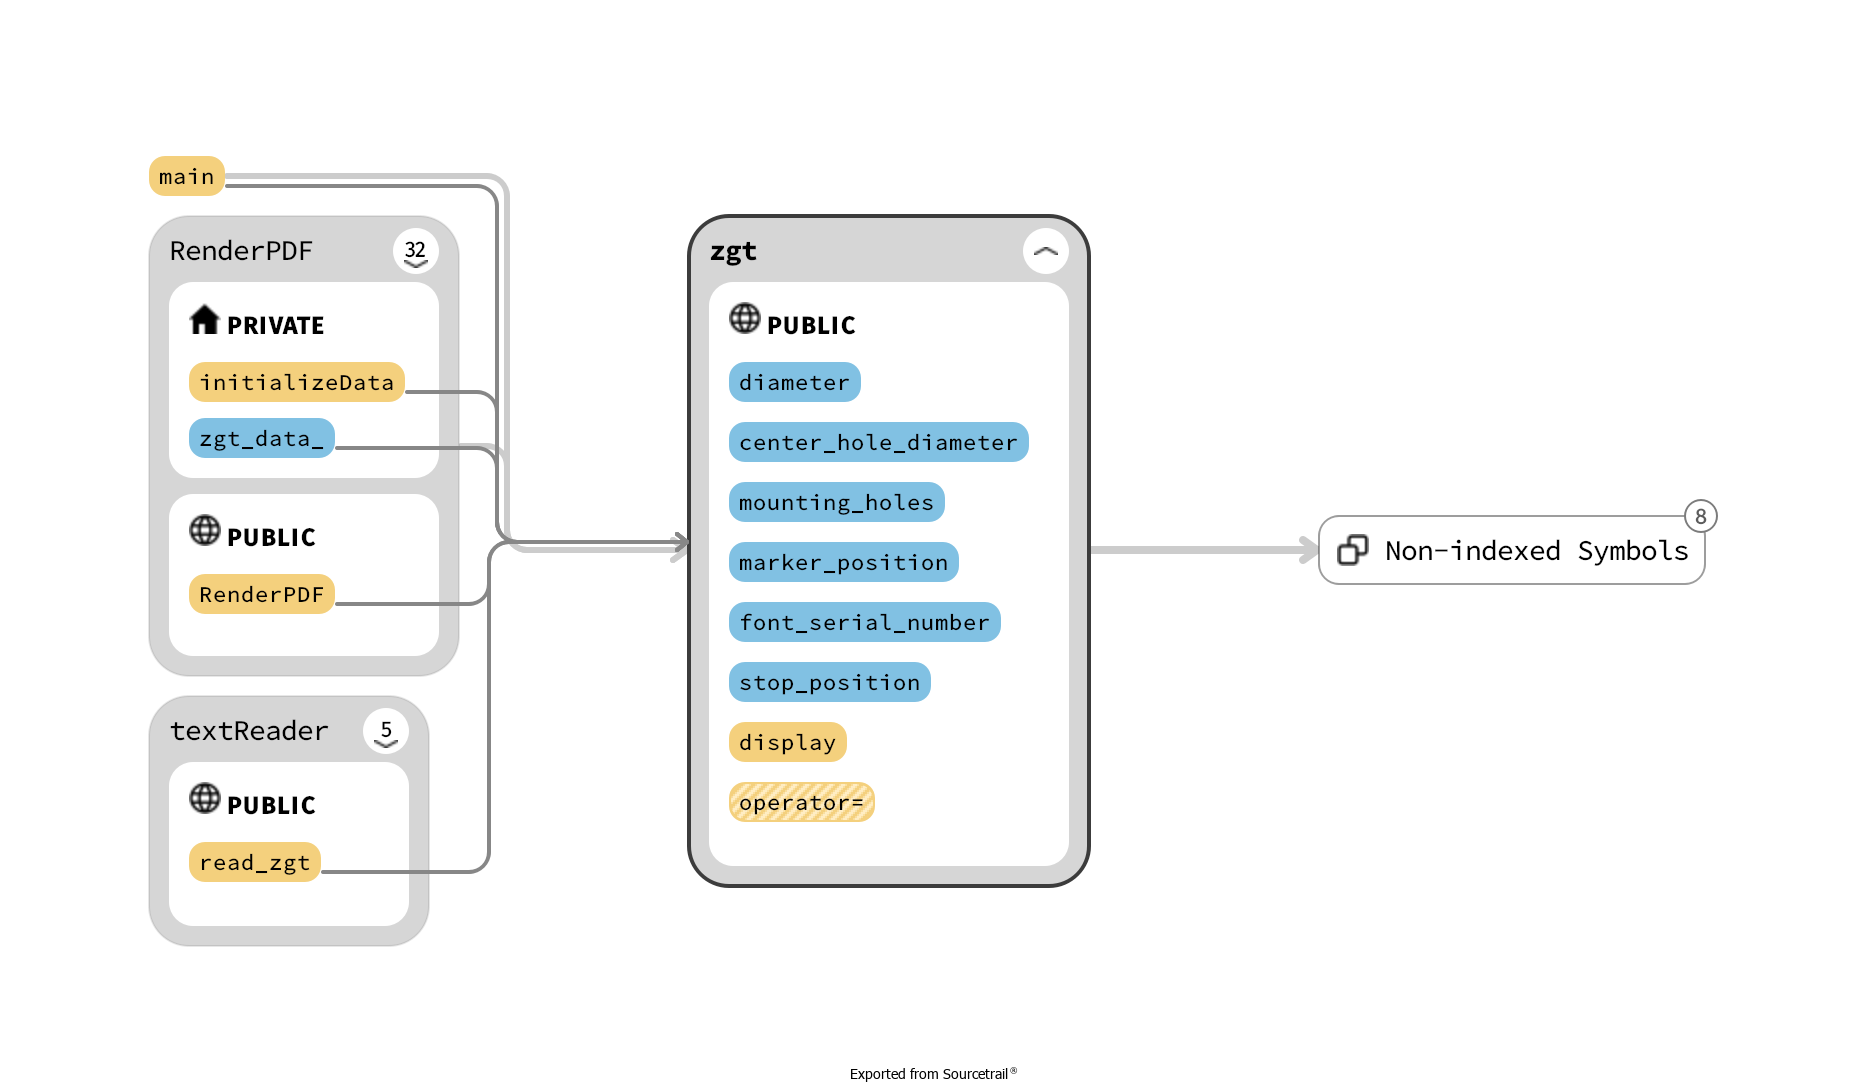 main
RenderPDF
32
PRIVATE
initializeData
zgt_data_
PUBLIC
RenderPDF
textReader
5
PUBLIC
read_zgt
zgt
PUBLIC
diameter
center_hole_diameter
mounting_holes
marker_position
font_serial_number
stop_position
display
operator=
8
Non-indexed Symbols
Exported from Sourcetrail®